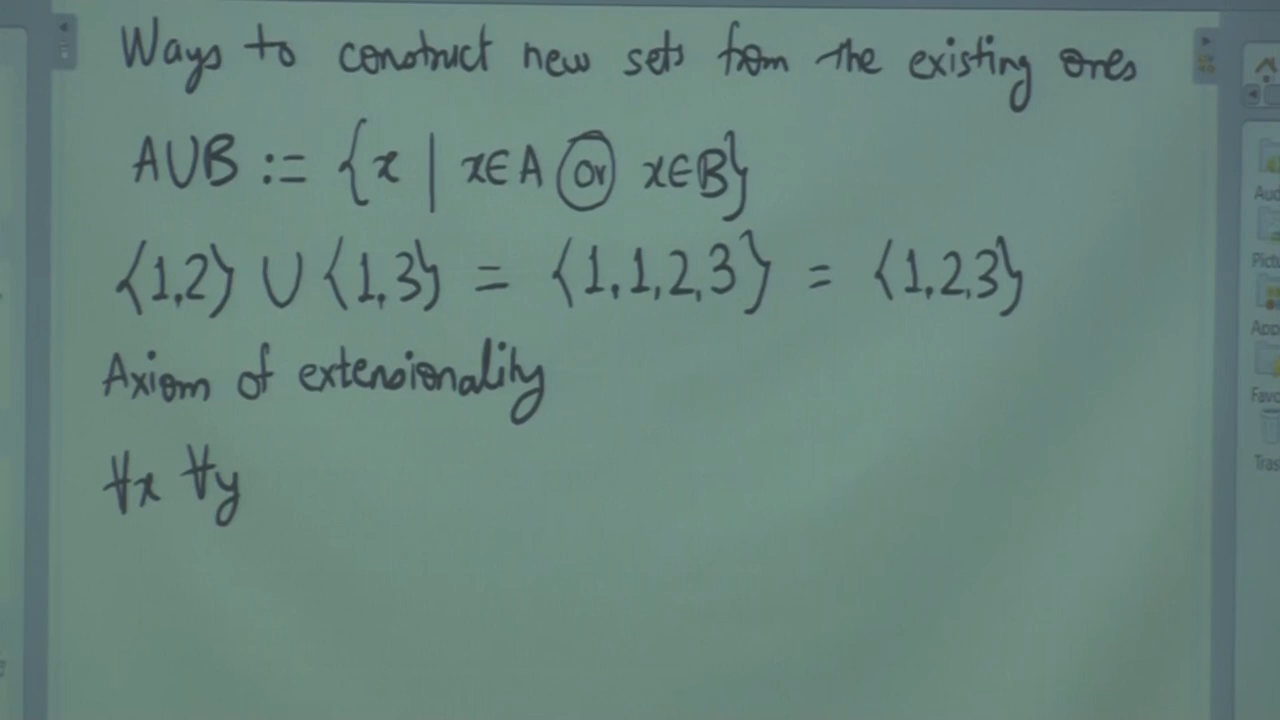 Ways to construct new sets from the existing ones
A∪B := {x | x∈A or x∈B}
{1,2} ∪ {1,3} = {1,1,2,3} = {1,2,3}
Axiom of extensionality
∀x ∀y